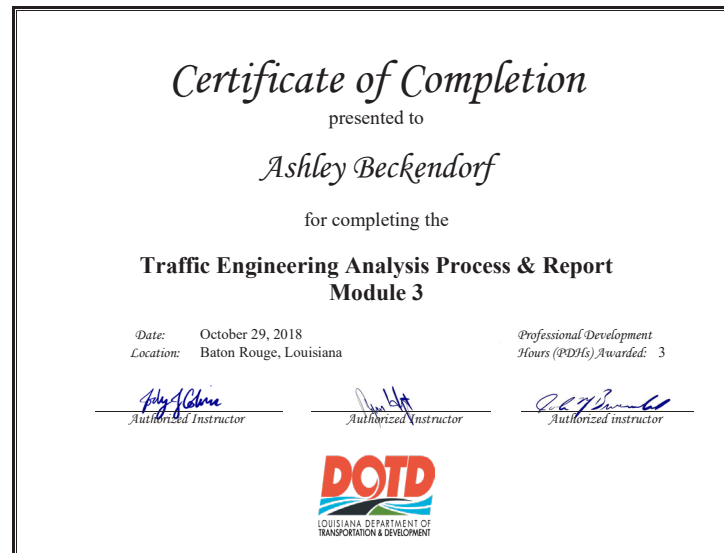 Certificate of Completion
presented to
Ashley Beckendorf
for completing the
Traffic Engineering Analysis Process & Report
Module 3
Date: October 29, 2018
Location: Baton Rouge, Louisiana
Professional Development
Hours (PDHs) Awarded: 3
Authorized Instructor
Authorized Instructor
Authorized instructor
DOTD
LOUISIANA DEPARTMENT OF
TRANSPORTATION & DEVELOPMENT